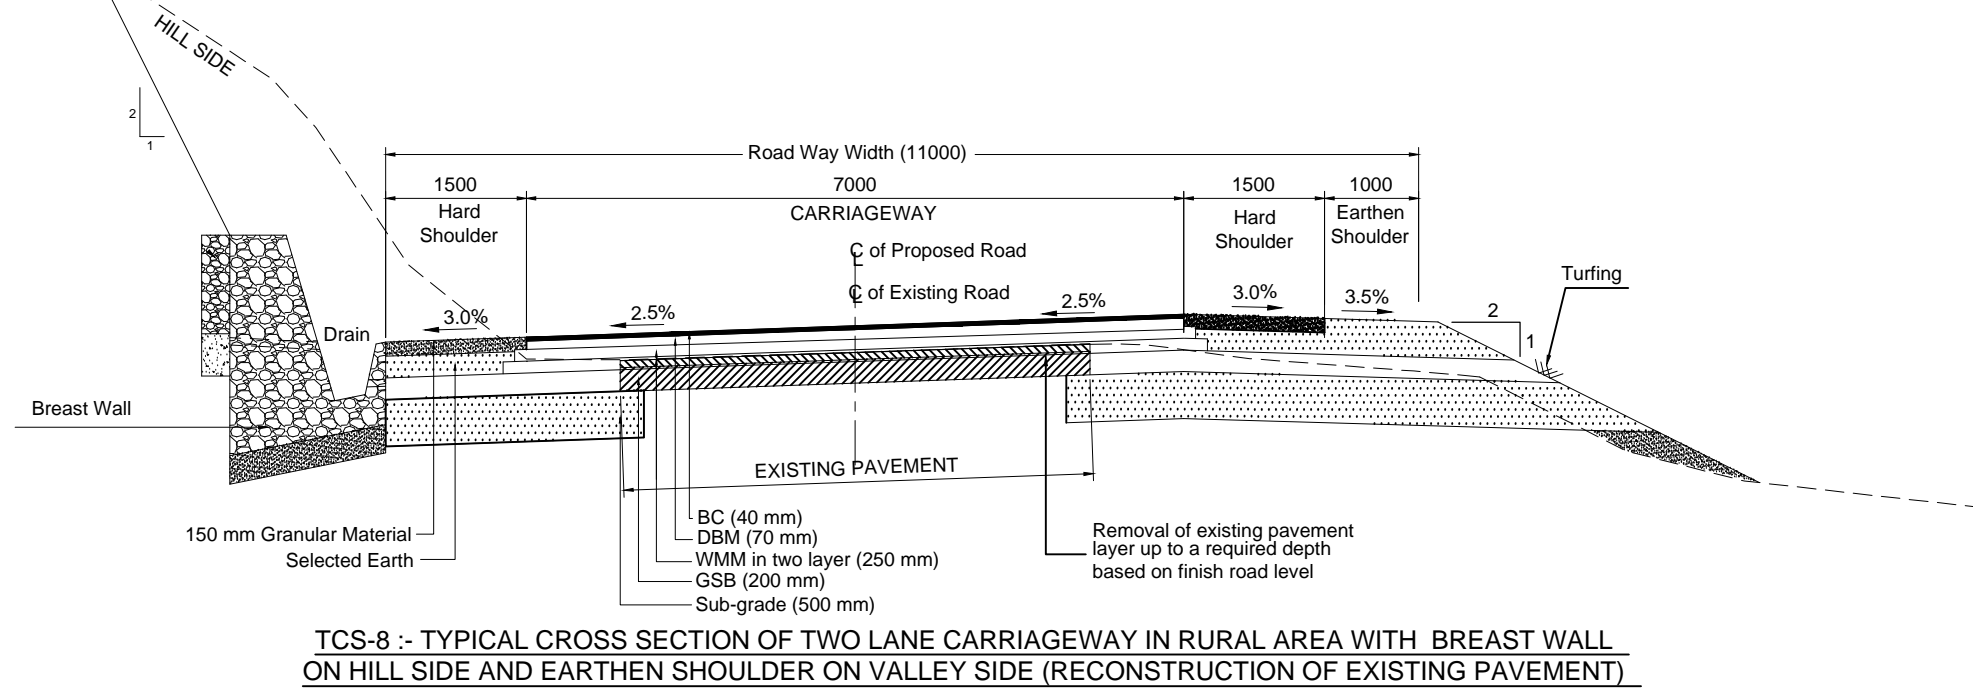 HILL SIDE
2
1
Road Way Width (11000)
1500
7000
1500
1000
Hard
Shoulder
CARRIAGEWAY
Hard
Shoulder
Earthen
Shoulder
CL of Proposed Road
CL of Existing Road
Turfing
3.0%
2.5%
2.5%
3.0%
3.5%
2
1
Drain
Breast Wall
EXISTING PAVEMENT
150 mm Granular Material
Selected Earth
BC (40 mm)
DBM (70 mm)
WMM in two layer (250 mm)
GSB (200 mm)
Sub-grade (500 mm)
Removal of existing pavement
layer up to a required depth
based on finish road level
TCS-8 :- TYPICAL CROSS SECTION OF TWO LANE CARRIAGEWAY IN RURAL AREA WITH BREAST WALL
ON HILL SIDE AND EARTHEN SHOULDER ON VALLEY SIDE (RECONSTRUCTION OF EXISTING PAVEMENT)